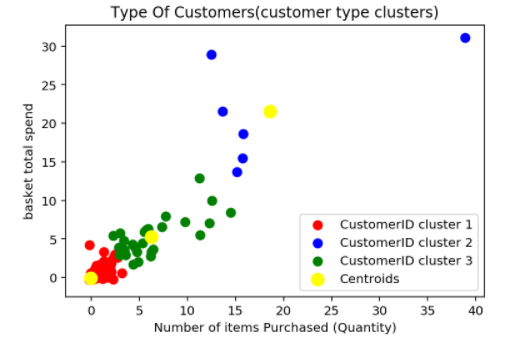 Type Of Customers(customer type clusters)
basket total spend
30
25
20
15
10
5
0
CustomerID cluster 1
CustomerID cluster 2
CustomerID cluster 3
Centroids
0 5 10 15 20 25 30 35 40
Number of items Purchased (Quantity)